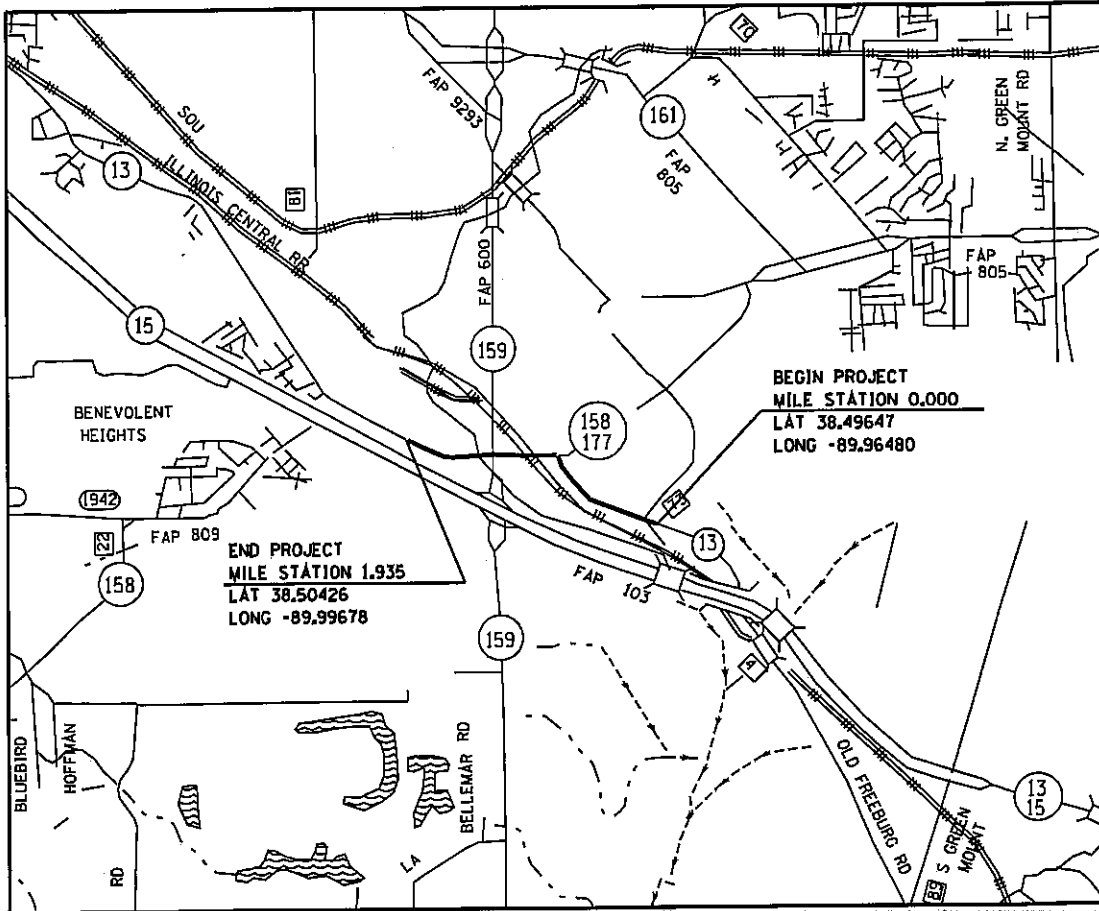 70
FAP 9293
161
FAP
805
N. GREEN
MOUNT RD
SOU
13
ILLINOIS CENTRAL RR
81
FAP 600
FAP
805
15
159
BENEVOLENT
HEIGHTS
158
177
BEGIN PROJECT
MILE STATION 0.000
LAT 38.49647
LONG -89.96480
1942
73
22
FAP 809
13
END PROJECT
MILE STATION 1.935
LAT 38.50426
LONG -89.99678
158
FAP 103
159
4
BLUEBIRD
HOFFMAN
RD
BELLEMAR RD
LA
OLD FREEBURG RD
13
15
89
S GREEN
MOUNT